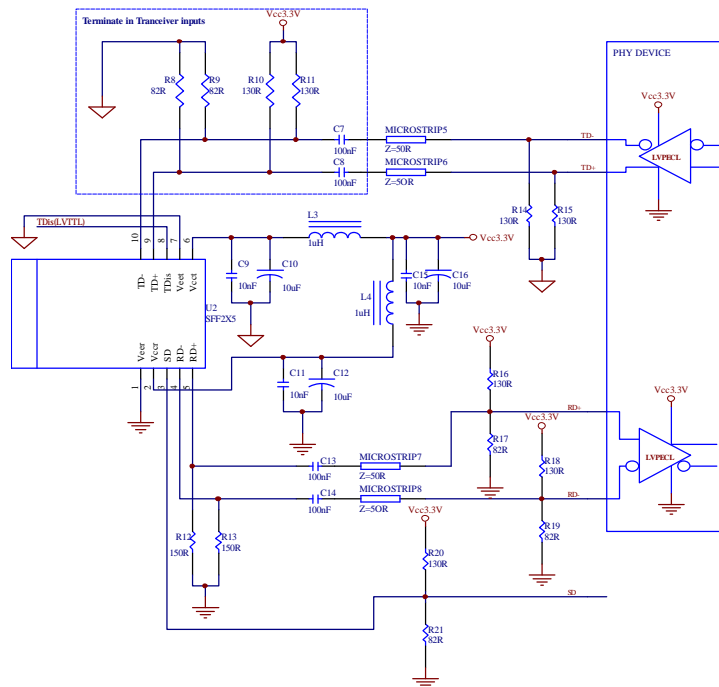 Terminate in Tranceiver inputs
Vcc3.3V
R8
82R
R9
82R
R10
130R
R11
130R
C7
100nF
C8
100nF
MICROSTRIP5
Z=50R
MICROSTRIP6
Z=5OR
PHY DEVICE
Vcc3.3V
TD-
TD+
LVPECL
R14
130R
R15
130R
TDis(LVTTL)
10
9
8
7
6
TD-
TD+
TDis
Veet
Vcct
U2
SFF2X5
Veer
Vccr
SD
RD-
RD+
1
2
3
4
5
L3
1uH
C9
10nF
C10
10uF
Vcc3.3V
L4
1uH
C15
10nF
C16
10uF
C11
10nF
C12
10uF
Vcc3.3V
R16
130R
R17
82R
RD+
Vcc3.3V
R18
130R
RD-
R19
82R
Vcc3.3V
LVPECL
C13
100nF
MICROSTRIP7
Z=50R
C14
100nF
MICROSTRIP8
Z=5OR
R12
150R
R13
150R
Vcc3.3V
R20
130R
SD
R21
82R